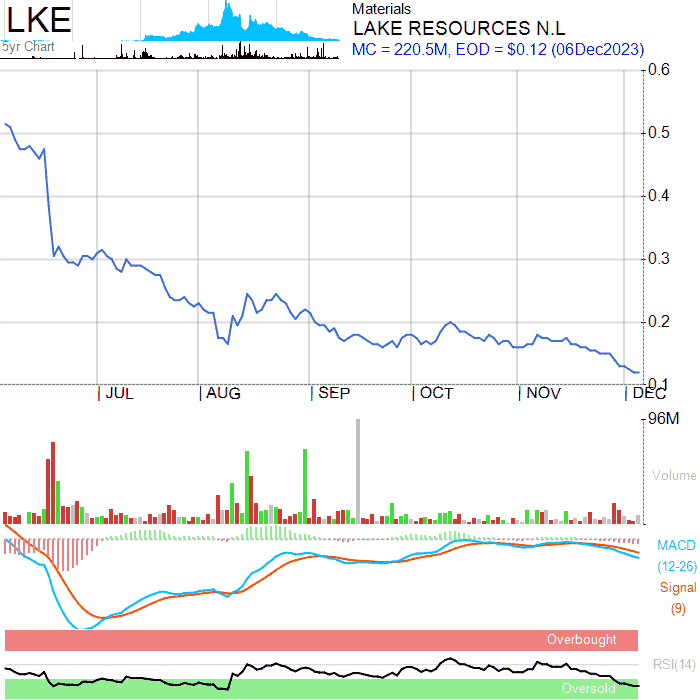 LKE
5yr Chart
Materials
LAKE RESOURCES N.L
MC = 220.5M, EOD = $0.12 (06Dec2023)
0.6
0.5
0.4
0.3
0.2
0.1
JUL AUG SEP OCT NOV DEC
96M
Volume
MACD
(12-26)
Signal
(9)
Overbought
RSI(14)
Oversold